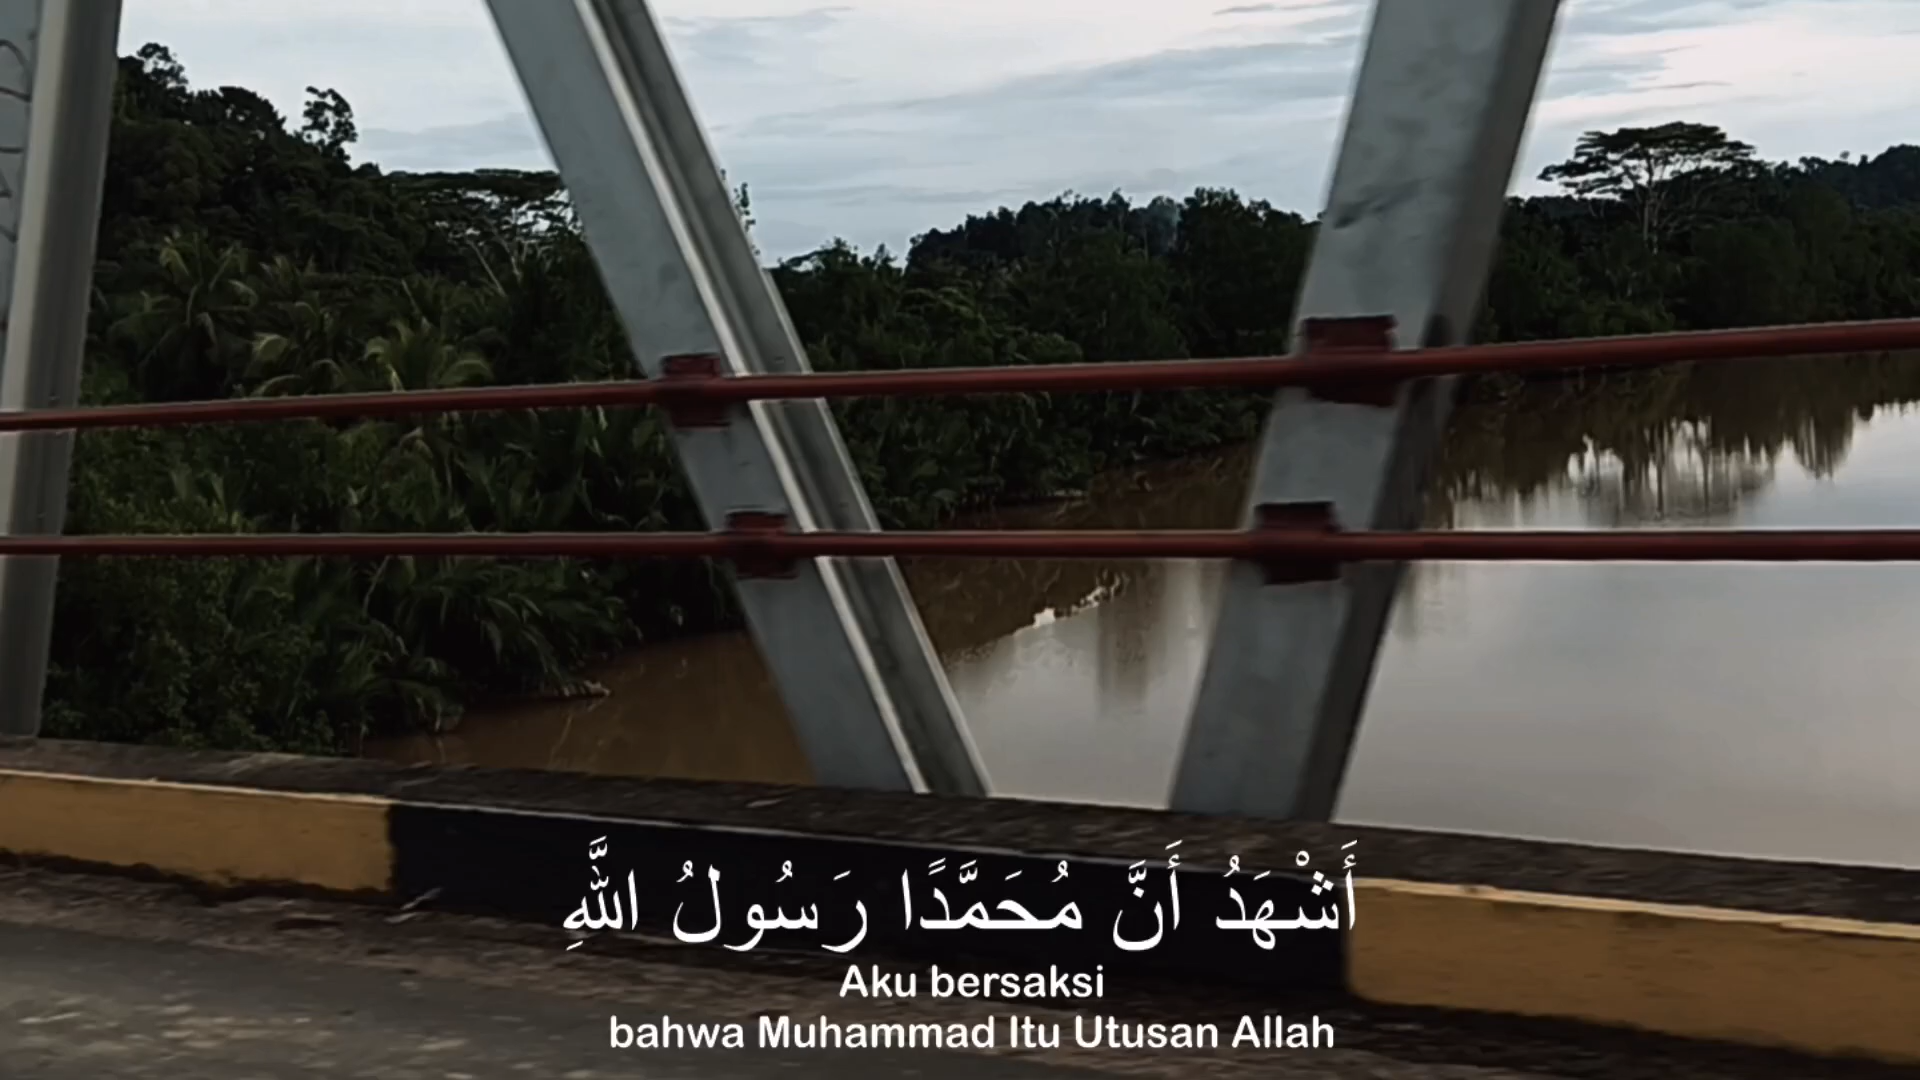 أَشْهَدُ أَنَّ مُحَمَّدًا رَسُولُ اللَّهِ
Aku bersaksi
bahwa Muhammad Itu Utusan Allah